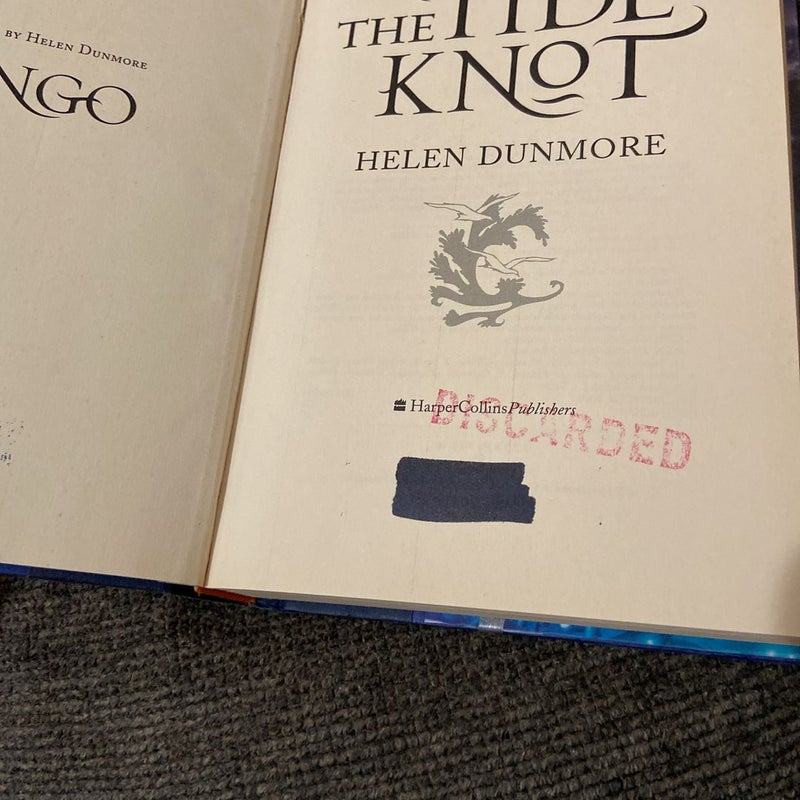 BY HELEN DUNMORE
NGO
THE TIDE
KNOT
HELEN DUNMORE
HarperCollinsPublishers
DISCARDED